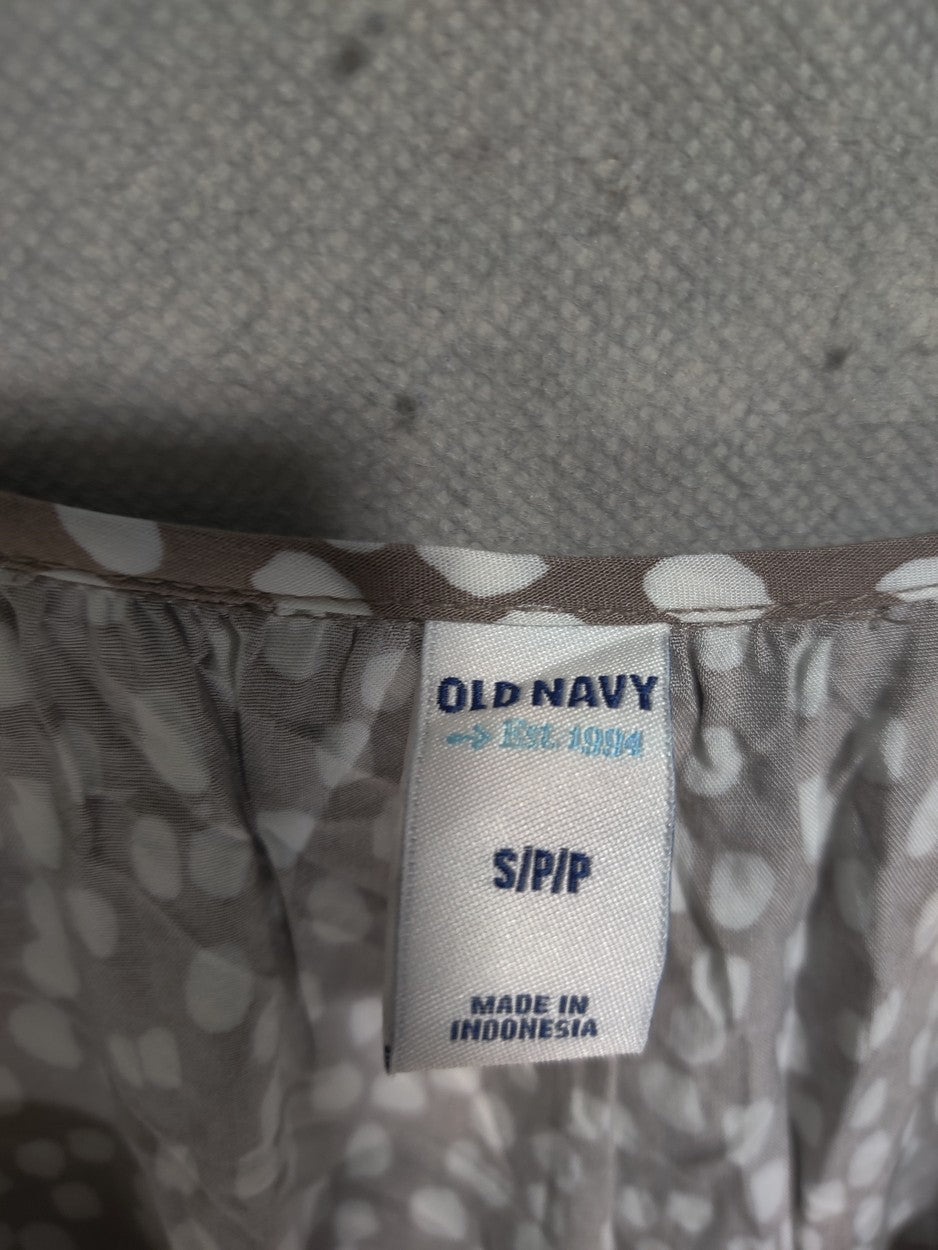 OLD NAVY
Est. 1994
S/P/P
MADE IN
INDONESIA